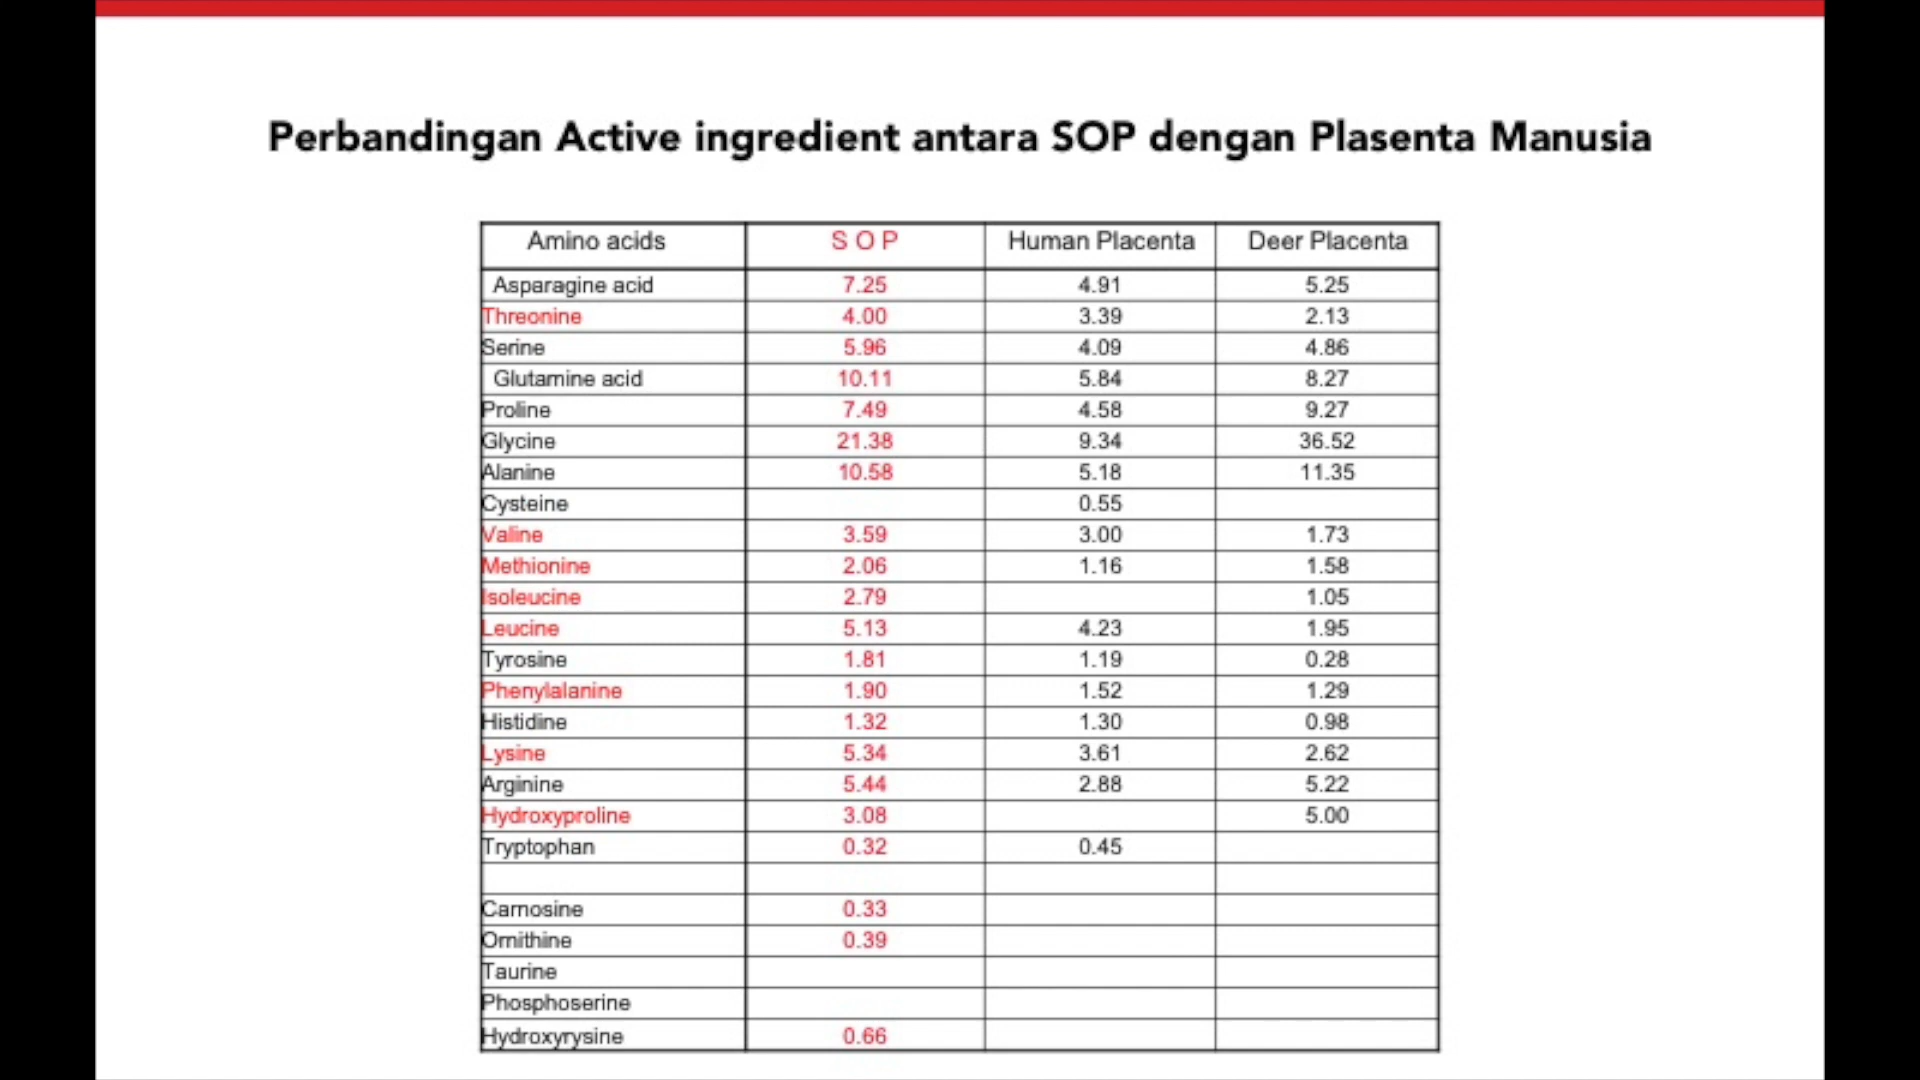 Perbandingan Active ingredient antara SOP dengan Plasenta Manusia
Amino acids S O P Human Placenta Deer Placenta
Asparagine acid 7.25 4.91 5.25
Threonine 4.00 3.39 2.13
Serine 5.96 4.09 4.86
Glutamine acid 10.11 5.84 8.27
Proline 7.49 4.58 9.27
Glycine 21.38 9.34 36.52
Alanine 10.58 5.18 11.35
Cysteine 0.55
Valine 3.59 3.00 1.73
Methionine 2.06 1.16 1.58
Isoleucine 2.79 1.05
Leucine 5.13 4.23 1.95
Tyrosine 1.81 1.19 0.28
Phenylalanine 1.90 1.52 1.29
Histidine 1.32 1.30 0.98
Lysine 5.34 3.61 2.62
Arginine 5.44 2.88 5.22
Hydroxyproline 3.08 5.00
Tryptophan 0.32 0.45
Carnosine 0.33
Ornithine 0.39
Taurine
Phosphoserine
Hydroxyrysine 0.66